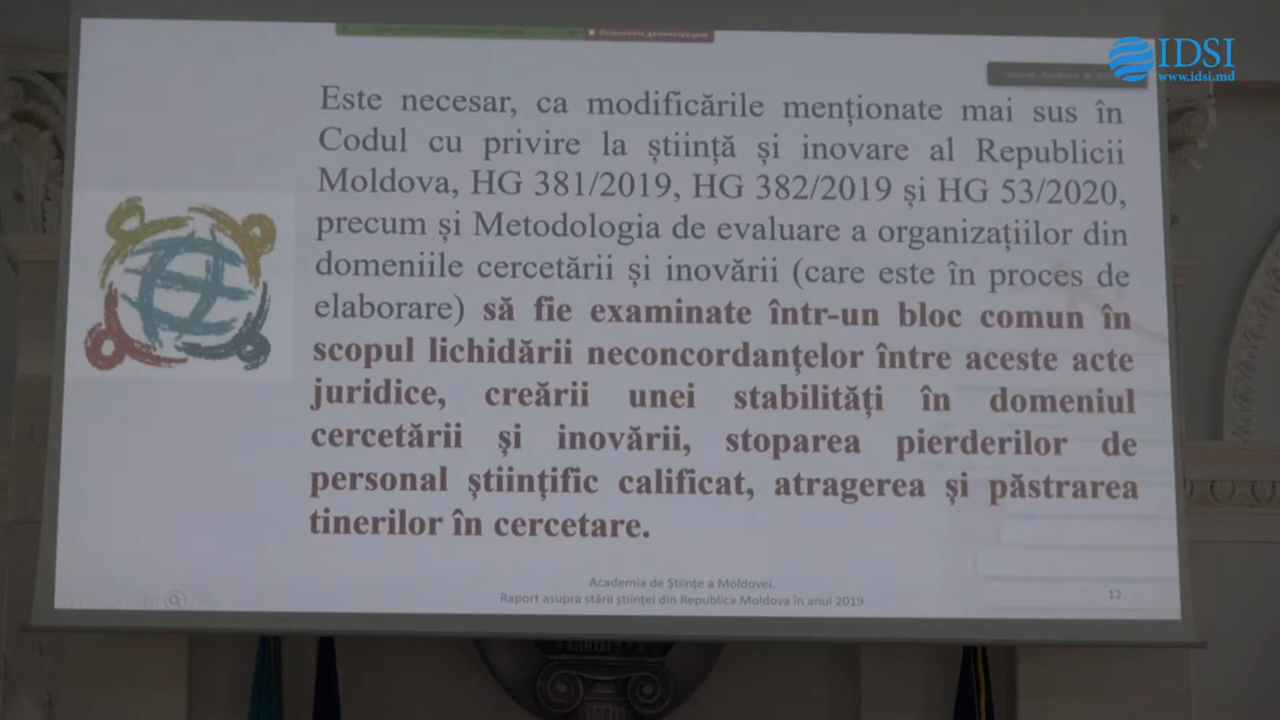 IDSI
www.idsi.md
Este necesar, ca modificările menționate mai sus în
Codul cu privire la știință și inovare al Republicii
Moldova, HG 381/2019, HG 382/2019 și HG 53/2020,
precum și Metodologia de evaluare a organizațiilor din
domeniile cercetării și inovării (care este în proces de
elaborare) să fie examinate într-un bloc comun în
scopul lichidării neconcordanțelor între aceste acte
juridice, creării unei stabilități în domeniul
cercetării și inovării, stoparea pierderilor de
personal științific calificat, atragerea și păstrarea
tinerilor în cercetare.
Academia de Științe a Moldovei.
Raport asupra stării științei din Republica Moldova în anul 2019
12